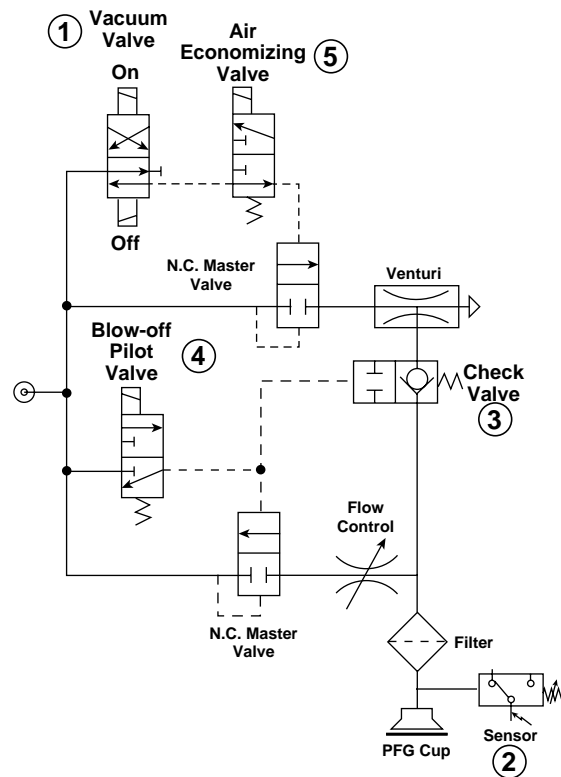 1
Vacuum
Valve
On
Off
Air
Economizing
Valve
5
N.C. Master
Valve
Venturi
Blow-off
Pilot
Valve
4
Check
Valve
3
Flow
Control
N.C. Master
Valve
Filter
PFG Cup
Sensor
2